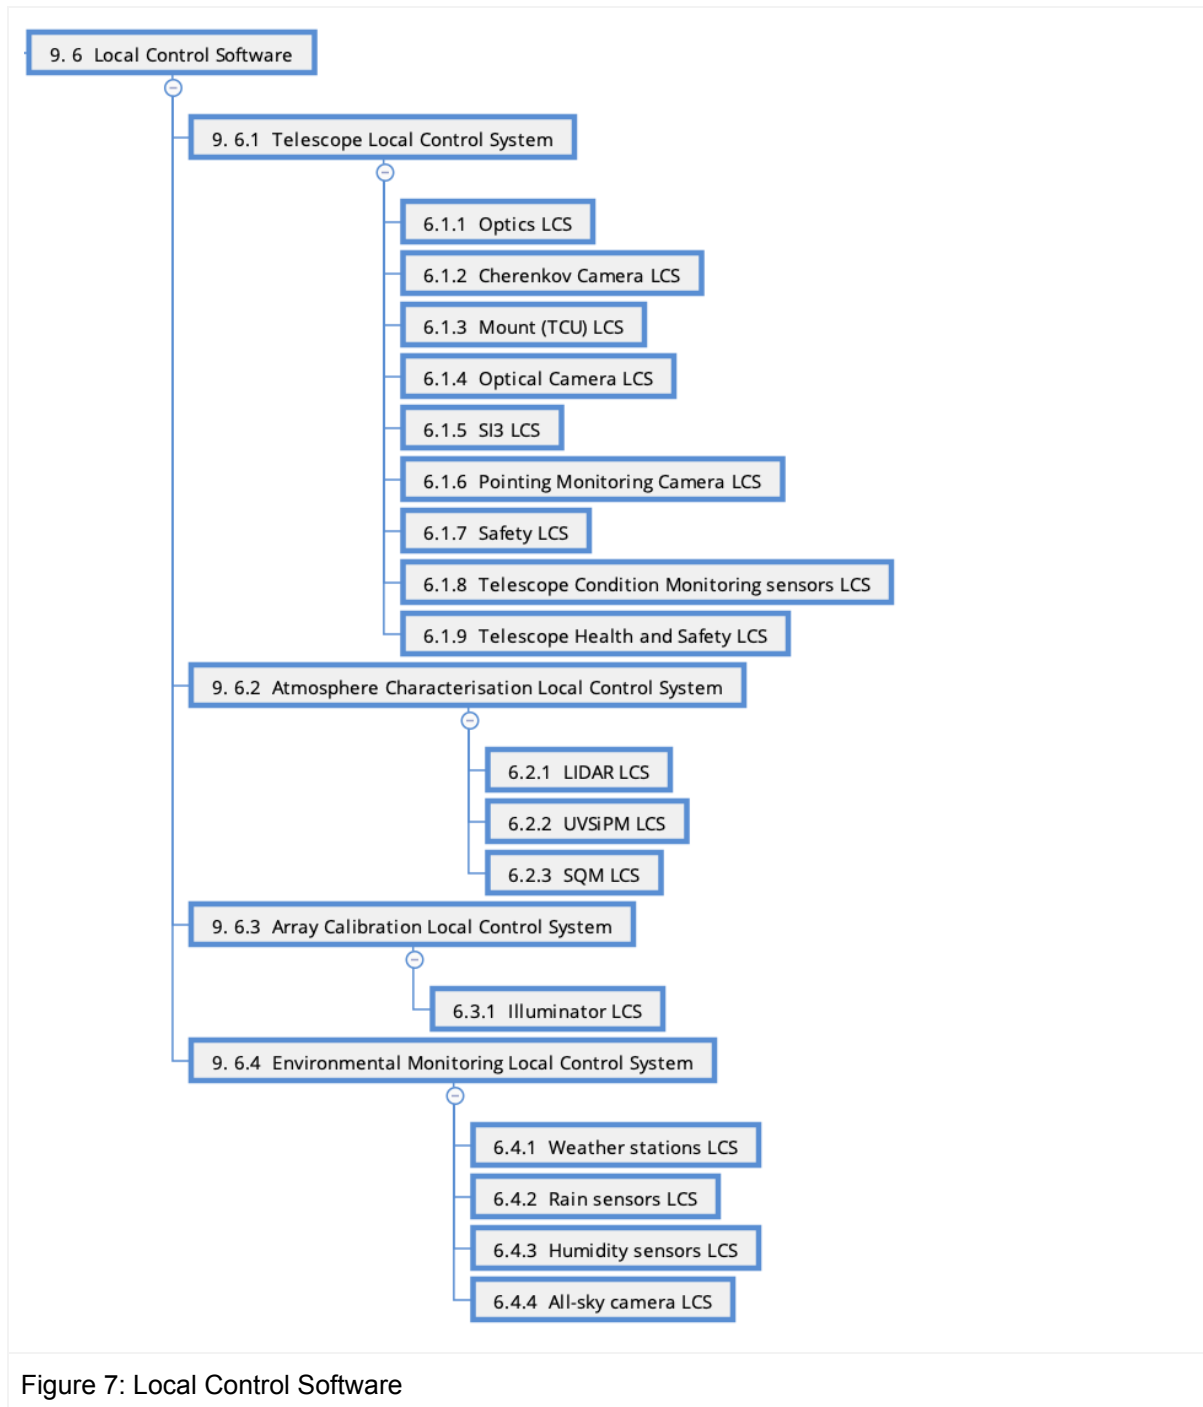 9. 6 Local Control Software
9. 6.1 Telescope Local Control System
6.1.1 Optics LCS
6.1.2 Cherenkov Camera LCS
6.1.3 Mount (TCU) LCS
6.1.4 Optical Camera LCS
6.1.5 SI3 LCS
6.1.6 Pointing Monitoring Camera LCS
6.1.7 Safety LCS
6.1.8 Telescope Condition Monitoring sensors LCS
6.1.9 Telescope Health and Safety LCS
9. 6.2 Atmosphere Characterisation Local Control System
6.2.1 LIDAR LCS
6.2.2 UVSiPM LCS
6.2.3 SQM LCS
9. 6.3 Array Calibration Local Control System
6.3.1 Illuminator LCS
9. 6.4 Environmental Monitoring Local Control System
6.4.1 Weather stations LCS
6.4.2 Rain sensors LCS
6.4.3 Humidity sensors LCS
6.4.4 All-sky camera LCS
Figure 7: Local Control Software